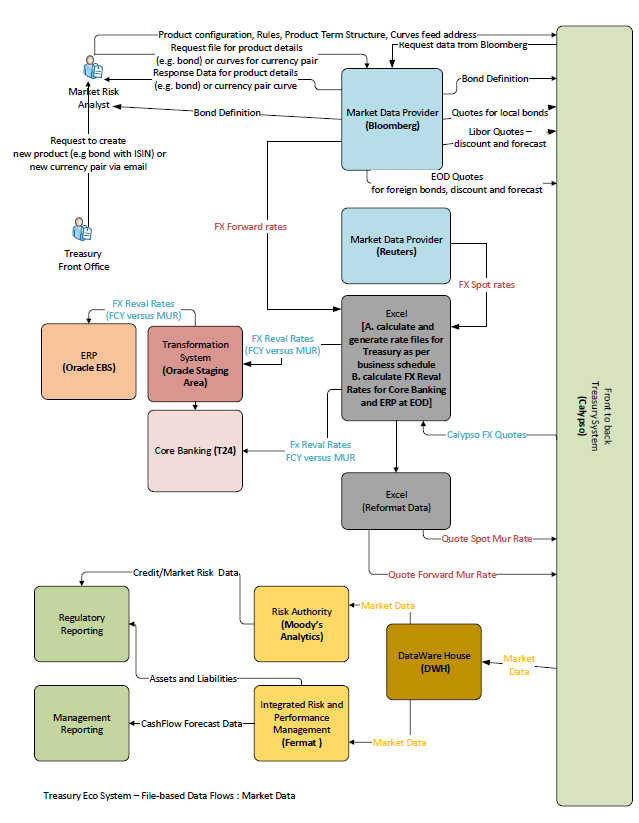 Product configuration, Rules, Product Term Structure, Curves feed address
Request file for product details
(e.g. bond) or curves for currency pair
Request data from Bloomberg
Response Data for product details
(e.g. bond) or currency pair curve
Market Risk
Analyst
Bond Definition
Market Data Provider
(Bloomberg)
Bond Definition
Quotes for local bonds
Libor Quotes –
discount and forecast
EOD Quotes
for foreign bonds, discount and forecast
Request to create
new product (e.g bond with ISIN) or
new currency pair via email
Treasury
Front Office
FX Forward rates
Market Data Provider
(Reuters)
FX Spot rates
FX Reval Rates
(FCY versus MUR)
ERP
(Oracle EBS)
Transformation
System
(Oracle Staging
Area)
FX Reval Rates
(FCY versus MUR)
Excel
[A. calculate and
generate rate files for
Treasury as per
business schedule
B. calculate FX Reval
Rates for Core Banking
and ERP at EOD]
Front to back
Treasury System
(Calypso)
Core Banking (T24)
Fx Reval Rates
FCY versus MUR
Calypso FX Quotes
Excel
(Reformat Data)
Quote Spot Mur Rate
Quote Forward Mur Rate
Credit/Market Risk Data
Regulatory
Reporting
Risk Authority
(Moody's
Analytics)
Market Data
DataWare House
(DWH)
Market
Data
Assets and Liabilities
Management
Reporting
CashFlow Forecast Data
Integrated Risk and
Performance
Management
(Fermat )
Market Data
Treasury Eco System – File-based Data Flows : Market Data